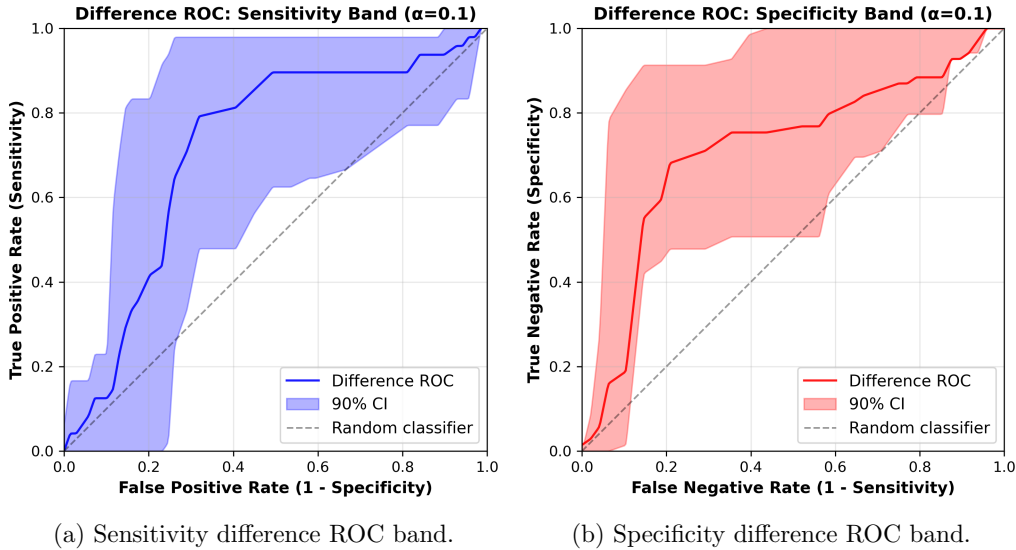 Difference ROC: Sensitivity Band (α=0.1)
True Positive Rate (Sensitivity)
1.0
0.8
0.6
0.4
0.2
0.0
Difference ROC
90% CI
Random classifier
0.0 0.2 0.4 0.6 0.8 1.0
False Positive Rate (1 - Specificity)
(a) Sensitivity difference ROC band.
Difference ROC: Specificity Band (α=0.1)
True Negative Rate (Specificity)
1.0
0.8
0.6
0.4
0.2
0.0
Difference ROC
90% CI
Random classifier
0.0 0.2 0.4 0.6 0.8 1.0
False Negative Rate (1 - Sensitivity)
(b) Specificity difference ROC band.